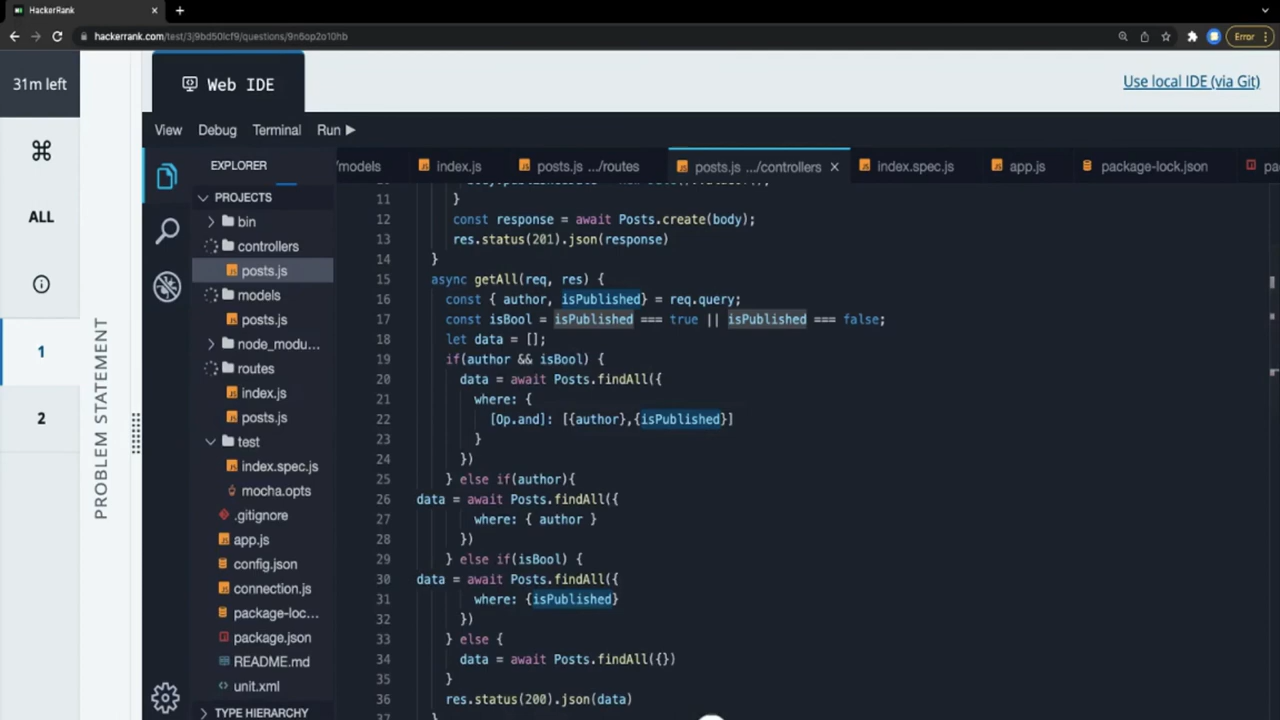 HackerRank
hackerrank.com/test/3j9bd50lcf9/questions/9n6op2o10hb
Error
31m left
Web IDE
Use local IDE (via Git)
View Debug Terminal Run
ALL
1
2
PROBLEM STATEMENT
EXPLORER
PROJECTS
bin
controllers
posts.js
models
posts.js
node_modu...
routes
index.js
posts.js
test
index.spec.js
mocha.opts
.gitignore
app.js
config.json
connection.js
package-loc...
package.json
README.md
unit.xml
TYPE HIERARCHY
/models index.js posts.js .../routes posts.js .../controllers index.spec.js app.js package-lock.json
11 }
12 const response = await Posts.create(body);
13 res.status(201).json(response)
14 }
15 async getAll(req, res) {
16 const { author, isPublished} = req.query;
17 const isBool = isPublished === true || isPublished === false;
18 let data = [];
19 if(author && isBool) {
20 data = await Posts.findAll({
21 where: {
22 [Op.and]: [{author},{isPublished}]
23 }
24 })
25 } else if(author){
26 data = await Posts.findAll({
27 where: { author }
28 })
29 } else if(isBool) {
30 data = await Posts.findAll({
31 where: {isPublished}
32 })
33 } else {
34 data = await Posts.findAll({})
35 }
36 res.status(200).json(data)
37 }